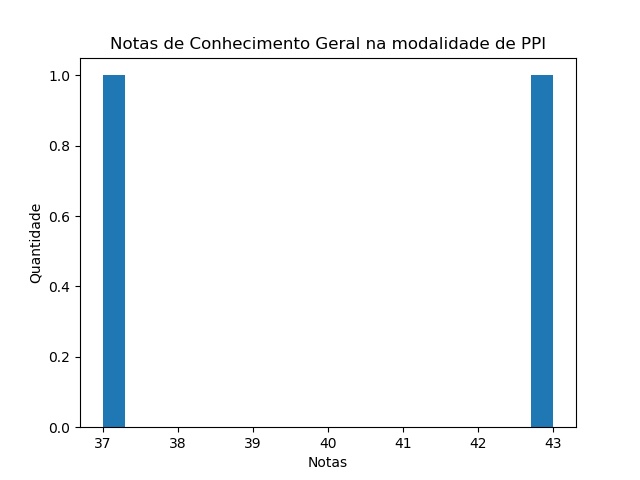 Notas de Conhecimento Geral na modalidade de PPI
1.0
0.8
0.6
0.4
0.2
0.0
Quantidade
37 38 39 40 41 42 43
Notas